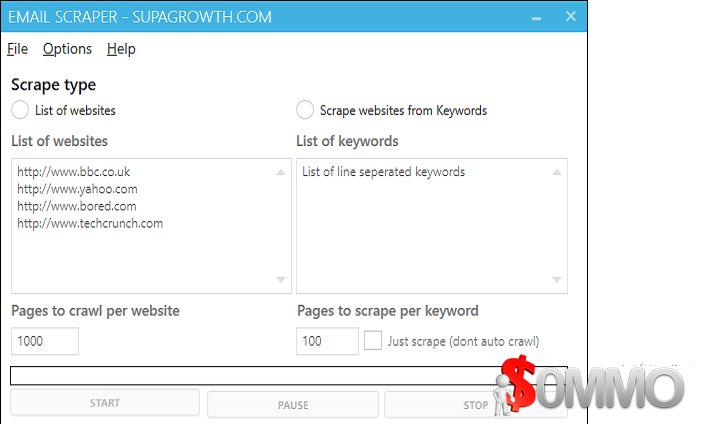 EMAIL SCRAPER - SUPAGROWTH.COM
File Options Help
Scrape type
List of websites
Scrape websites from Keywords
List of websites
List of keywords
http://www.bbc.co.uk
http://www.yahoo.com
http://www.bored.com
http://www.techcrunch.com
List of line seperated keywords
Pages to crawl per website
Pages to scrape per keyword
1000
100
Just scrape (dont auto crawl)
START
PAUSE
STOP
$0MMO